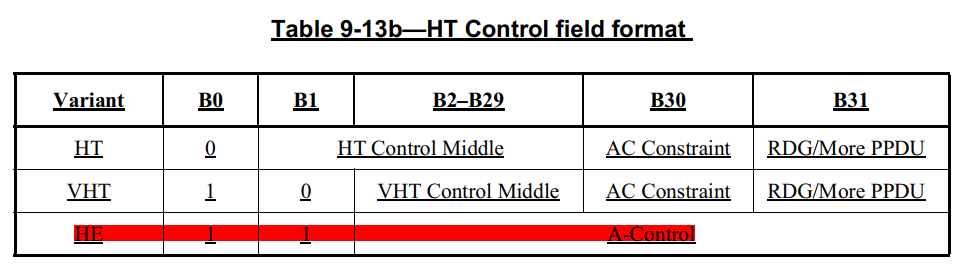 Table 9-13b—HT Control field format
Variant B0 B1 B2–B29 B30 B31
HT 0 HT Control Middle AC Constraint RDG/More PPDU
VHT 1 0 VHT Control Middle AC Constraint RDG/More PPDU
HE 1 1 A-Control